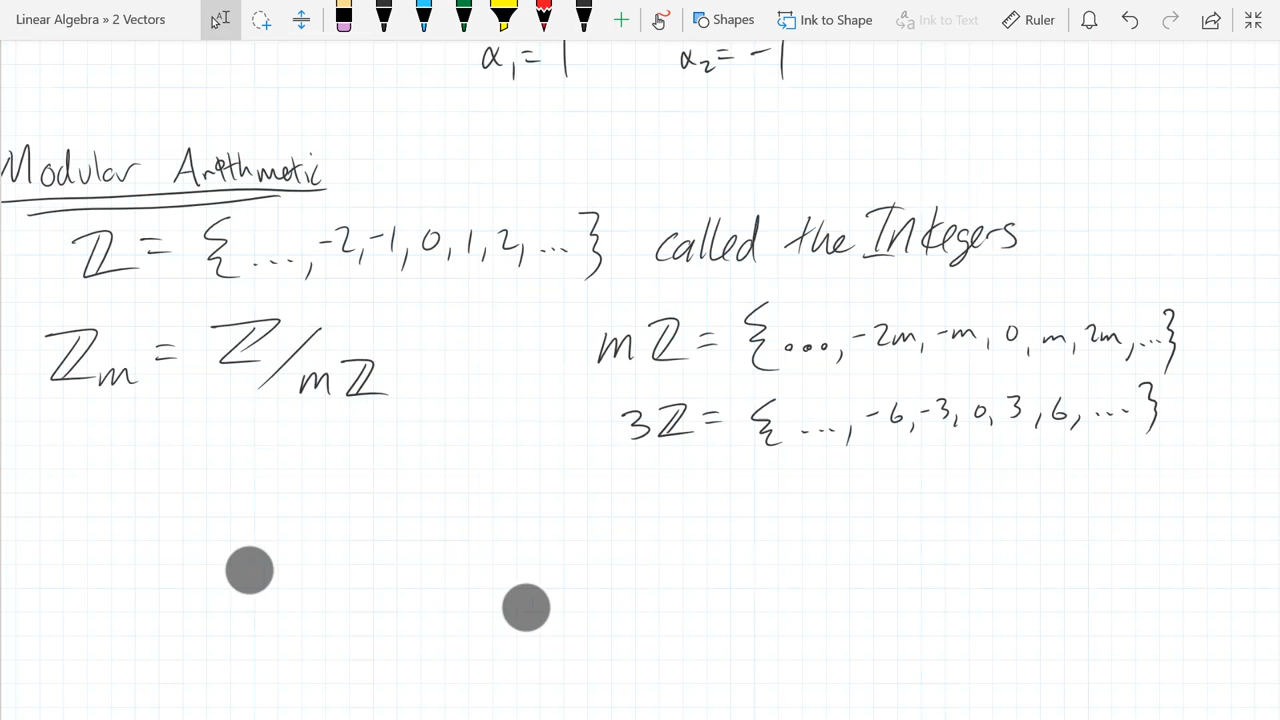 Linear Algebra » 2 Vectors
Shapes
Ink to Shape
Ink to Text
Ruler
α₁ = 1 α₂ = -1
Modular Arithmetic
ℤ = {..., -2, -1, 0, 1, 2, ...} called the Integers
ℤₘ = ℤ/mℤ
mℤ = {..., -2m, -m, 0, m, 2m, ...}
3ℤ = {..., -6, -3, 0, 3, 6, ...}